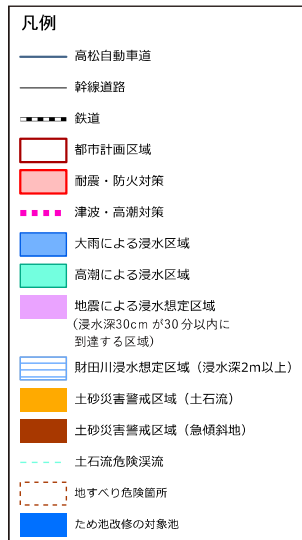 凡例
高松自動車道
幹線道路
鉄道
都市計画区域
耐震・防火対策
津波・高潮対策
大雨による浸水区域
高潮による浸水区域
地震による浸水想定区域
（浸水深30cmが30分以内に
到達する区域）
財田川浸水想定区域（浸水深2m以上）
土砂災害警戒区域（土石流）
土砂災害警戒区域（急傾斜地）
土石流危険渓流
地すべり危険箇所
ため池改修の対象池